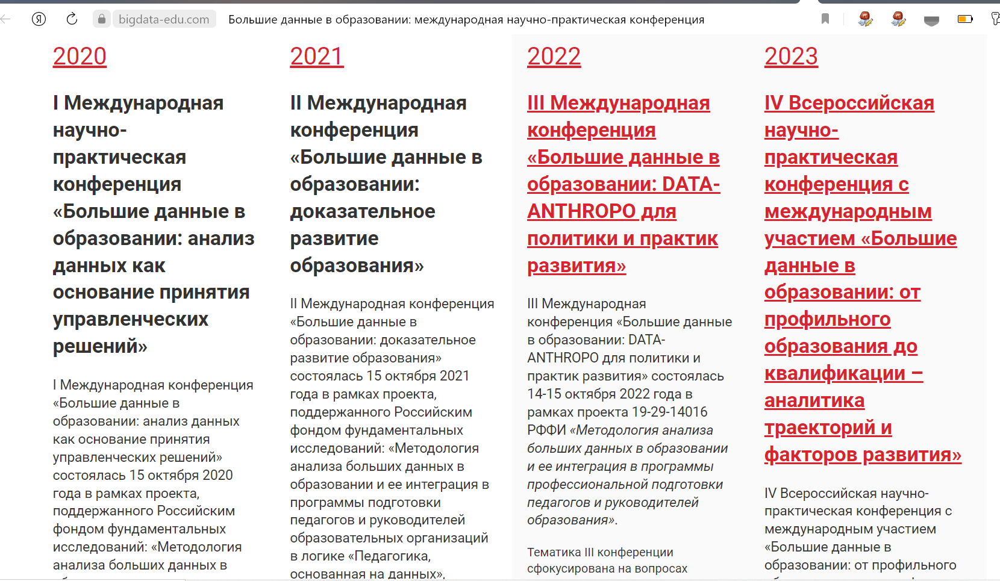 Я
bigdata-edu.com
Большие данные в образовании: международная научно-практическая конференция
2020
I Международная
научно-
практическая
конференция
«Большие данные в
образовании: анализ
данных как
основание принятия
управленческих
решений»
I Международная конференция
«Большие данные в
образовании: анализ данных
как основание принятия
управленческих решений»
состоялась 15 октября 2020
года в рамках проекта,
поддержанного Российским
фондом фундаментальных
исследований: «Методология
анализа больших данных в
2021
II Международная
конференция
«Большие данные в
образовании:
доказательное
развитие
образования»
II Международная конференция
«Большие данные в
образовании: доказательное
развитие образования»
состоялась 15 октября 2021
года в рамках проекта,
поддержанного Российским
фондом фундаментальных
исследований: «Методология
анализа больших данных в
образовании и ее интеграция в
программы подготовки
педагогов и руководителей
образовательных организаций
в логике «Педагогика,
основанная на данных»,
2022
III Международная
конференция
«Большие данные в
образовании: DATA-
ANTHROPO для
политики и практик
развития»
III Международная
конференция «Большие данные
в образовании: DATA-
ANTHROPO для политики и
практик развития» состоялась
14-15 октября 2022 года в
рамках проекта 19-29-14016
РФФИ «Методология анализа
больших данных в образовании
и ее интеграция в программы
профессиональной подготовки
педагогов и руководителей
образования».
Тематика III конференции
сфокусирована на вопросах
2023
IV Всероссийская
научно-
практическая
конференция с
международным
участием «Большие
данные в
образовании: от
профильного
образования до
квалификации –
аналитика
траекторий и
факторов развития»
IV Всероссийская научно-
практическая конференция с
международным участием
«Большие данные в
образовании: от профильного